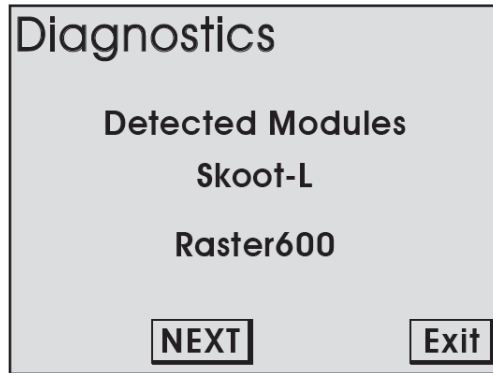 Diagnostics
Detected Modules
Skoot-L
Raster600
NEXT Exit